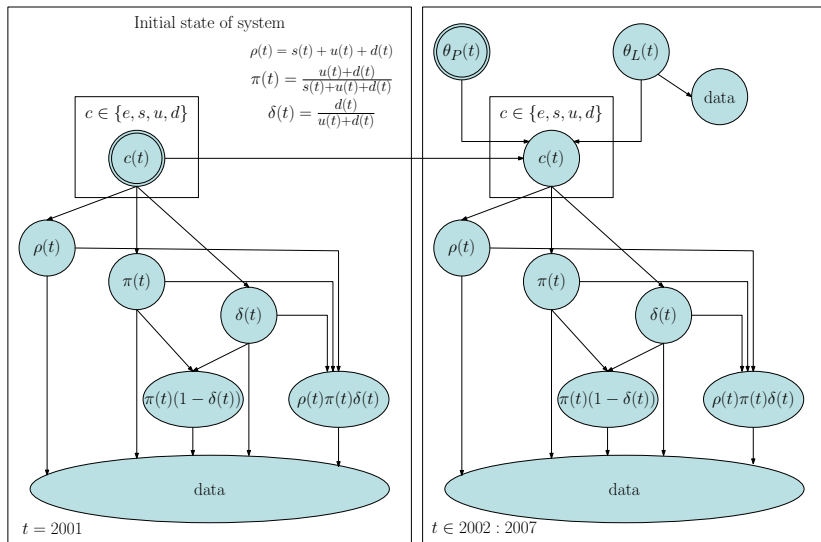 Initial state of system
ρ(t) = s(t) + u(t) + d(t)
π(t) = u(t)+d(t) / s(t)+u(t)+d(t)
δ(t) = d(t) / u(t)+d(t)
c ∈ {e, s, u, d}
c(t)
ρ(t)
π(t)
δ(t)
π(t)(1 − δ(t))
ρ(t)π(t)δ(t)
data
t = 2001
θ_P(t)
θ_L(t)
data
c ∈ {e, s, u, d}
c(t)
ρ(t)
π(t)
δ(t)
π(t)(1 − δ(t))
ρ(t)π(t)δ(t)
data
t ∈ 2002 : 2007